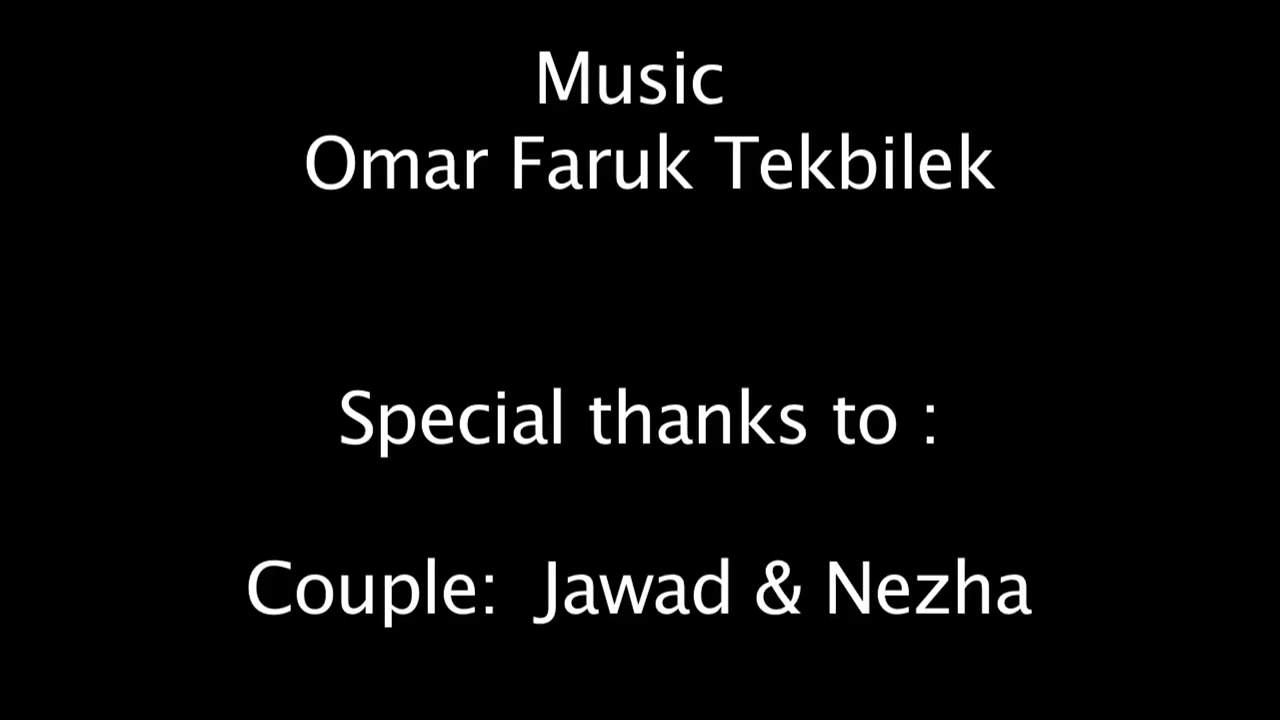 Music
Omar Faruk Tekbilek
Special thanks to :
Couple: Jawad & Nezha